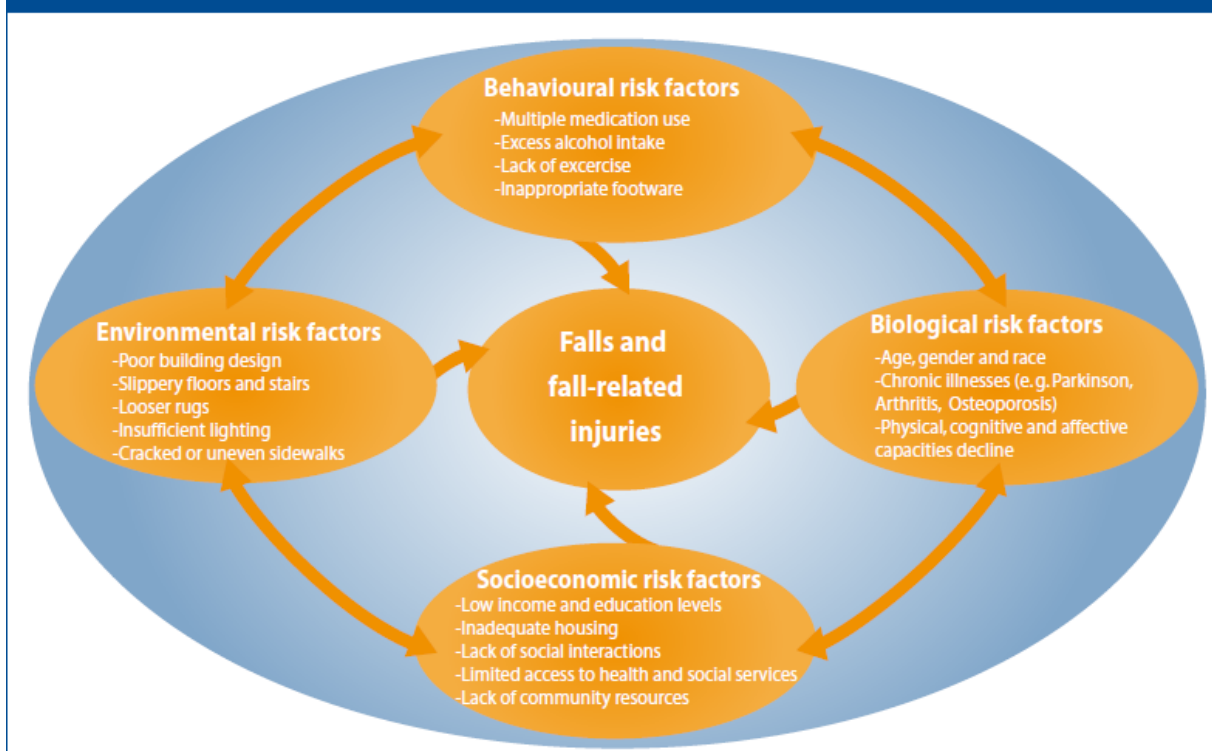 Behavioural risk factors
-Multiple medication use
-Excess alcohol intake
-Lack of excercise
-Inappropriate footware
Environmental risk factors
-Poor building design
-Slippery floors and stairs
-Looser rugs
-Insufficient lighting
-Cracked or uneven sidewalks
Falls and
fall-related
injuries
Biological risk factors
-Age, gender and race
-Chronic illnesses (e. g. Parkinson,
Arthritis, Osteoporosis)
-Physical, cognitive and affective
capacities decline
Socioeconomic risk factors
-Low income and education levels
-Inadequate housing
-Lack of social interactions
-Limited access to health and social services
-Lack of community resources